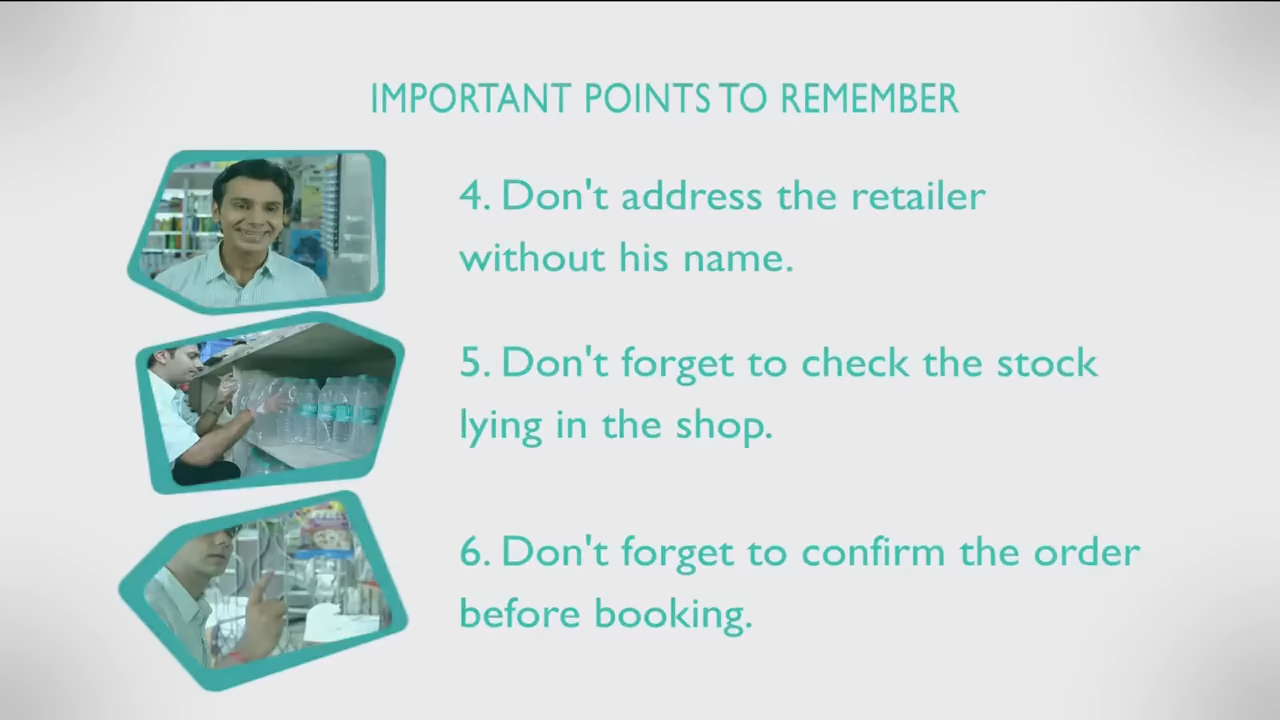 IMPORTANT POINTS TO REMEMBER
4. Don't address the retailer
without his name.
5. Don't forget to check the stock
lying in the shop.
6. Don't forget to confirm the order
before booking.